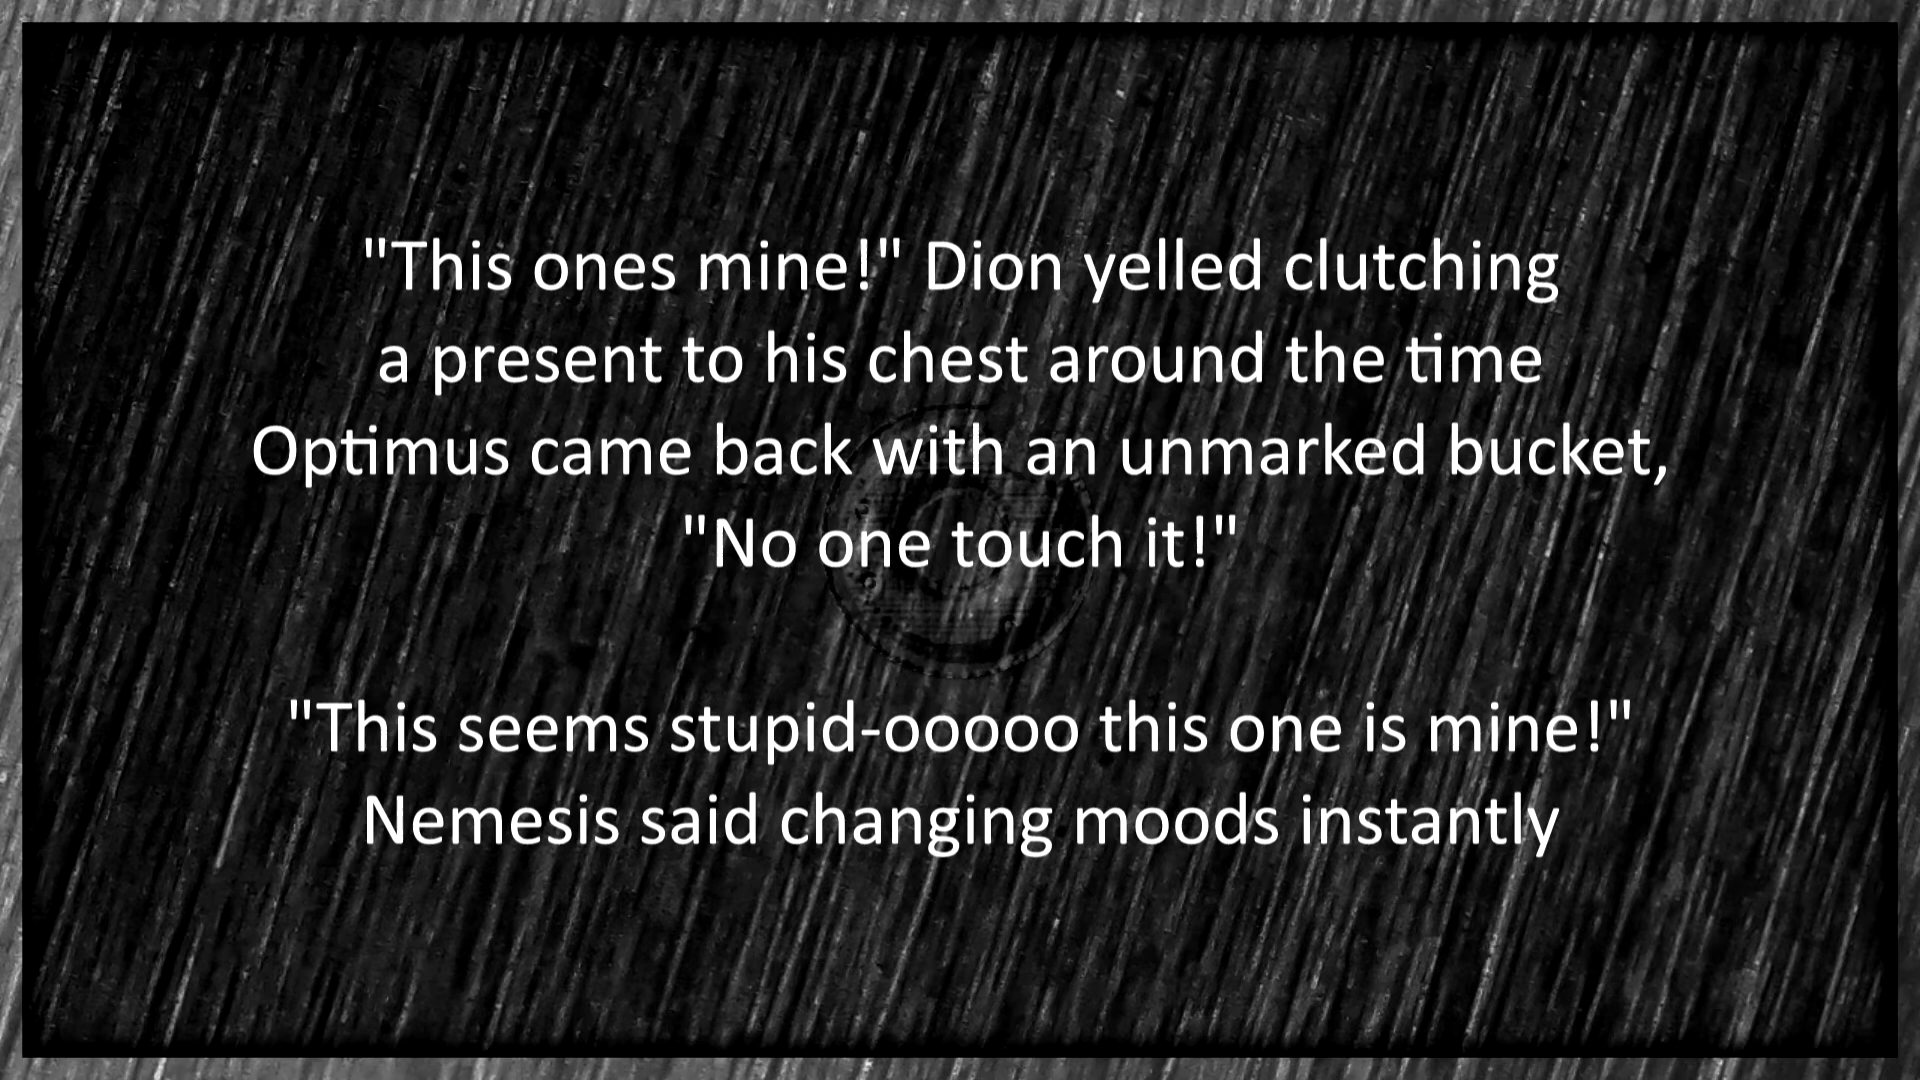 "This ones mine!" Dion yelled clutching
a present to his chest around the time
Optimus came back with an unmarked bucket,
"No one touch it!"
"This seems stupid-ooooo this one is mine!"
Nemesis said changing moods instantly